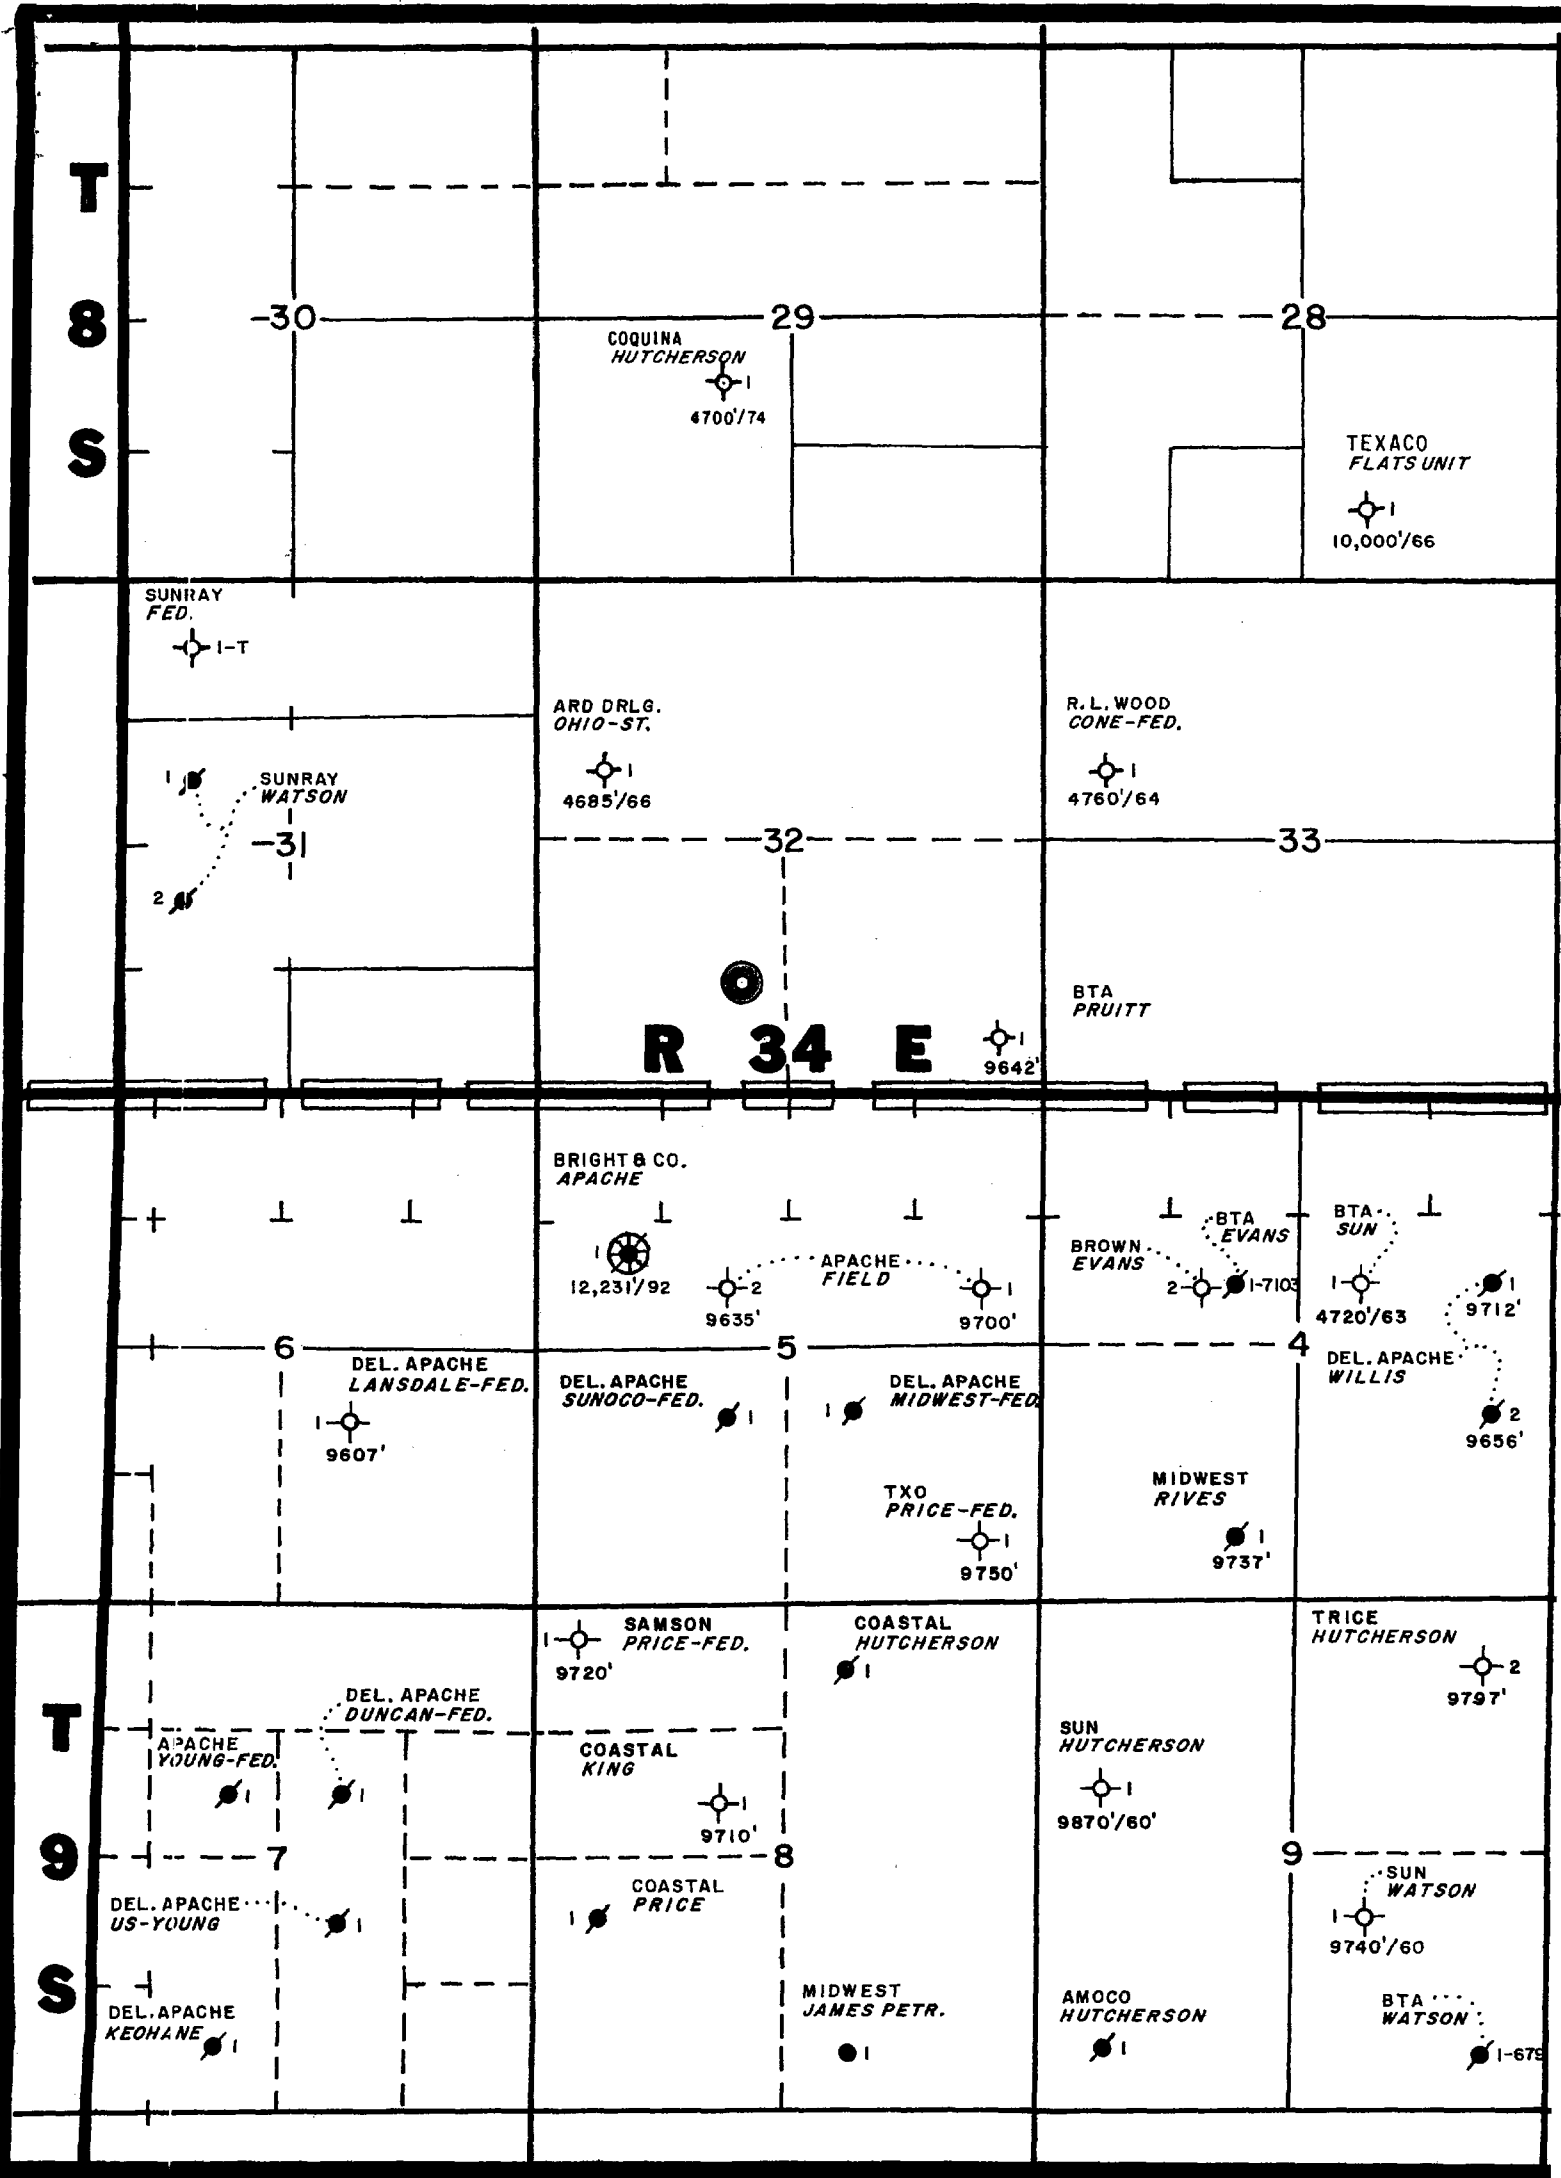 T
8
S
30
29
28
COQUINA
HUTCHERSON
1
4700'/74
TEXACO
FLATS UNIT
1
10,000'/66
SUNRAY
FED.
1-T
ARD DRLG.
OHIO-ST.
1
4685'/66
R.L. WOOD
CONE-FED.
1
4760'/64
1
SUNRAY
WATSON
31
32
33
2
BTA
PRUITT
R 34 E
1
9642'
BRIGHT & CO.
APACHE
1
12,231'/92
APACHE
FIELD
2
9635'
1
9700'
BROWN
EVANS
2
BTA
EVANS
1-7103
BTA
SUN
1
4720'/63
1
9712'
6
5
4
DEL. APACHE
LANSDALE-FED.
1
9607'
DEL. APACHE
SUNOCO-FED.
1
DEL. APACHE
MIDWEST-FED.
1
DEL. APACHE
WILLIS
2
9656'
TXO
PRICE-FED.
1
9750'
MIDWEST
RIVES
1
9737'
SAMSON
PRICE-FED.
1
9720'
COASTAL
HUTCHERSON
1
TRICE
HUTCHERSON
2
9797'
T
9
S
DEL. APACHE
DUNCAN-FED.
1
APACHE
YOUNG-FED.
1
COASTAL
KING
1
9710'
SUN
HUTCHERSON
1
9870'/60'
7
8
9
DEL. APACHE
US-YOUNG
1
COASTAL
PRICE
1
SUN
WATSON
1
9740'/60
DEL. APACHE
KEOHANE
1
MIDWEST
JAMES PETR.
1
AMOCO
HUTCHERSON
1
BTA
WATSON
1-679